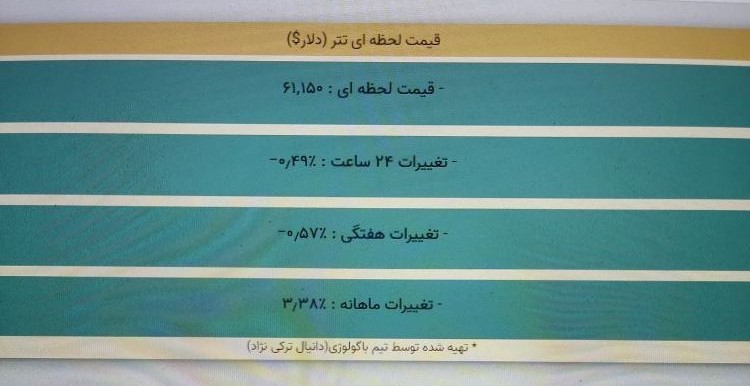 قیمت لحظه ای تتر (دلار$)
- قیمت لحظه ای : ۶۱,۱۵۰
- تغییرات ۲۴ ساعت : ۰٫۴۹٪-
- تغییرات هفتگی : ۰٫۵۷٪-
- تغییرات ماهانه : ۳٫۳۸٪
* تهیه شده توسط تیم باگولوژی(دانیال ترکی نژاد)